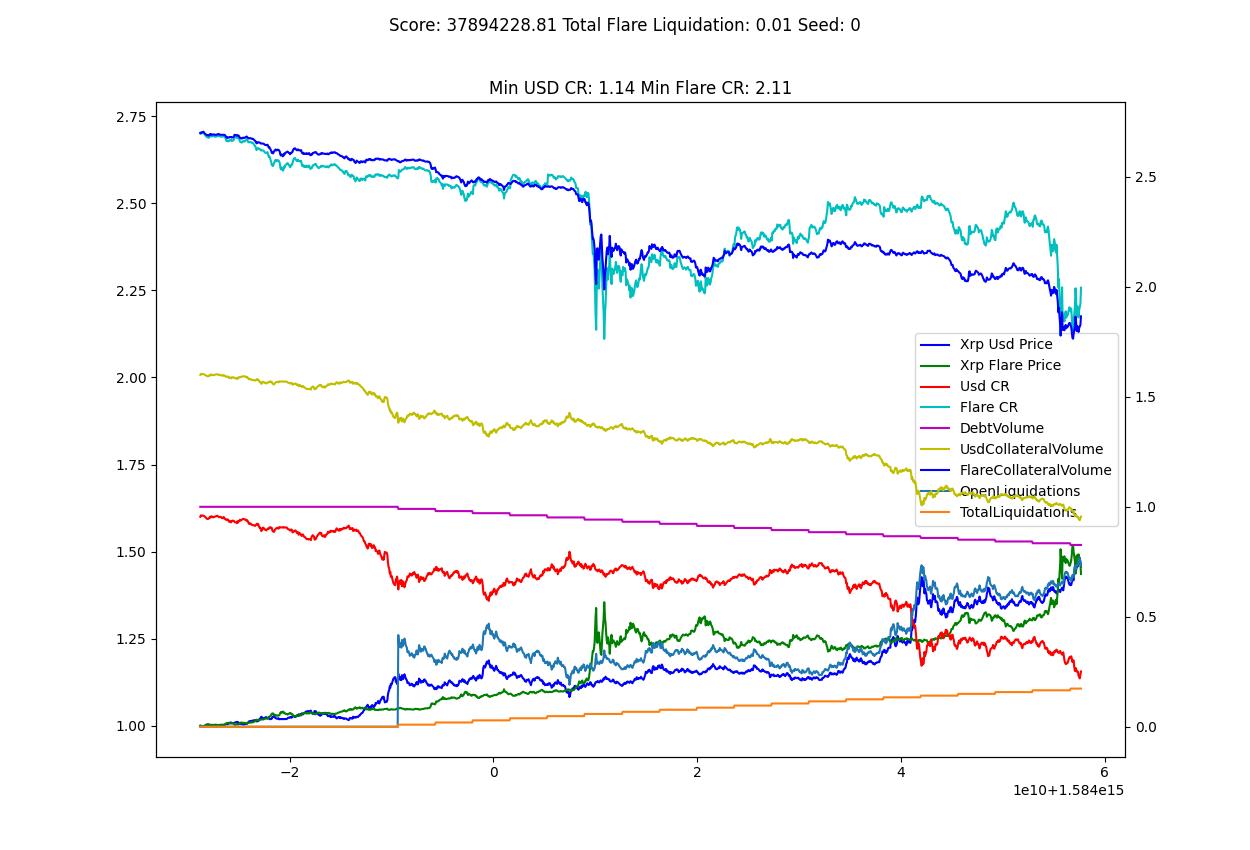 Score: 37894228.81 Total Flare Liquidation: 0.01 Seed: 0
Min USD CR: 1.14 Min Flare CR: 2.11
2.75
2.50
2.25
2.00
1.75
1.50
1.25
1.00
2.5
2.0
1.5
1.0
0.5
0.0
Xrp Usd Price
Xrp Flare Price
Usd CR
Flare CR
DebtVolume
UsdCollateralVolume
FlareCollateralVolume
OpenLiquidations
TotalLiquidations
−2 0 2 4 6
1e10+1.584e15